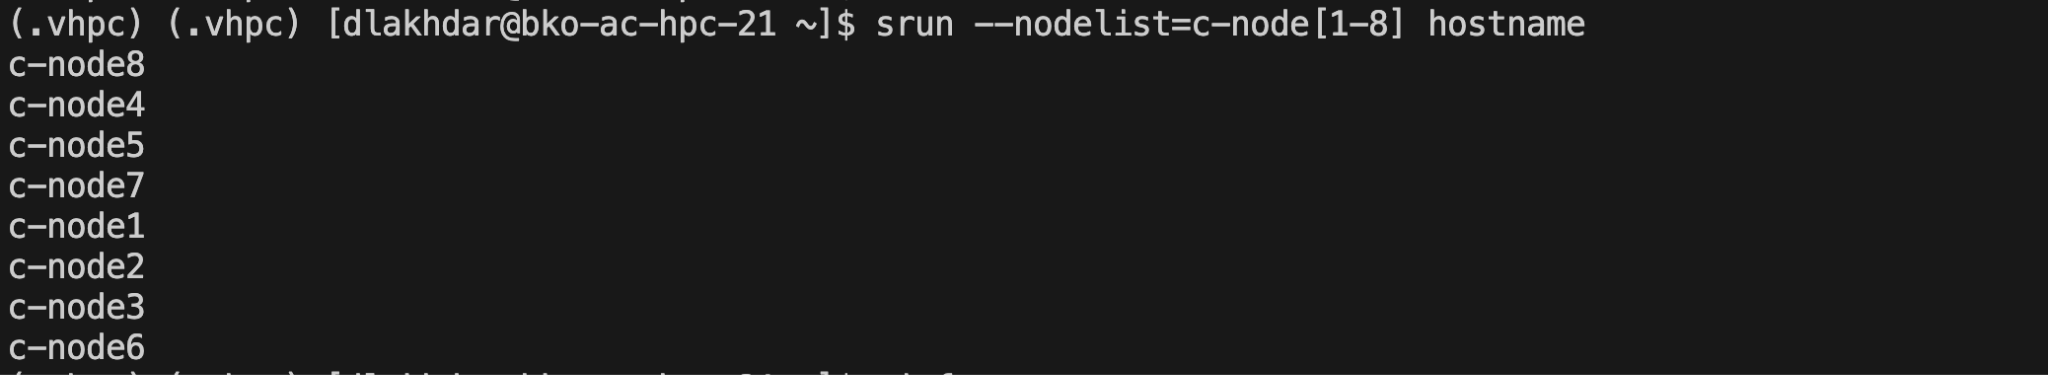 (.vhpc) (.vhpc) [dlakhdar@bko-ac-hpc-21 ~]$ srun --nodelist=c-node[1-8] hostname
c-node8
c-node4
c-node5
c-node7
c-node1
c-node2
c-node3
c-node6